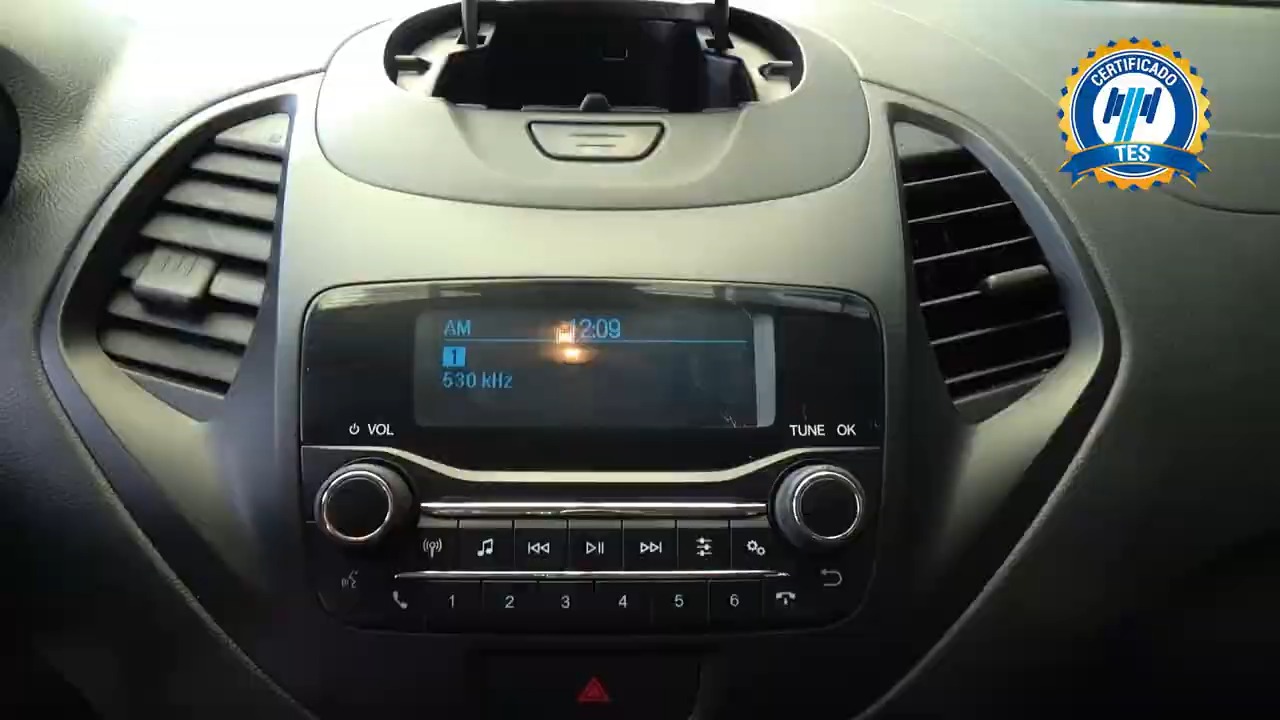 CERTIFICADO
TES
AM 12:09
1
530 kHz
VOL
TUNE OK
1 2 3 4 5 6